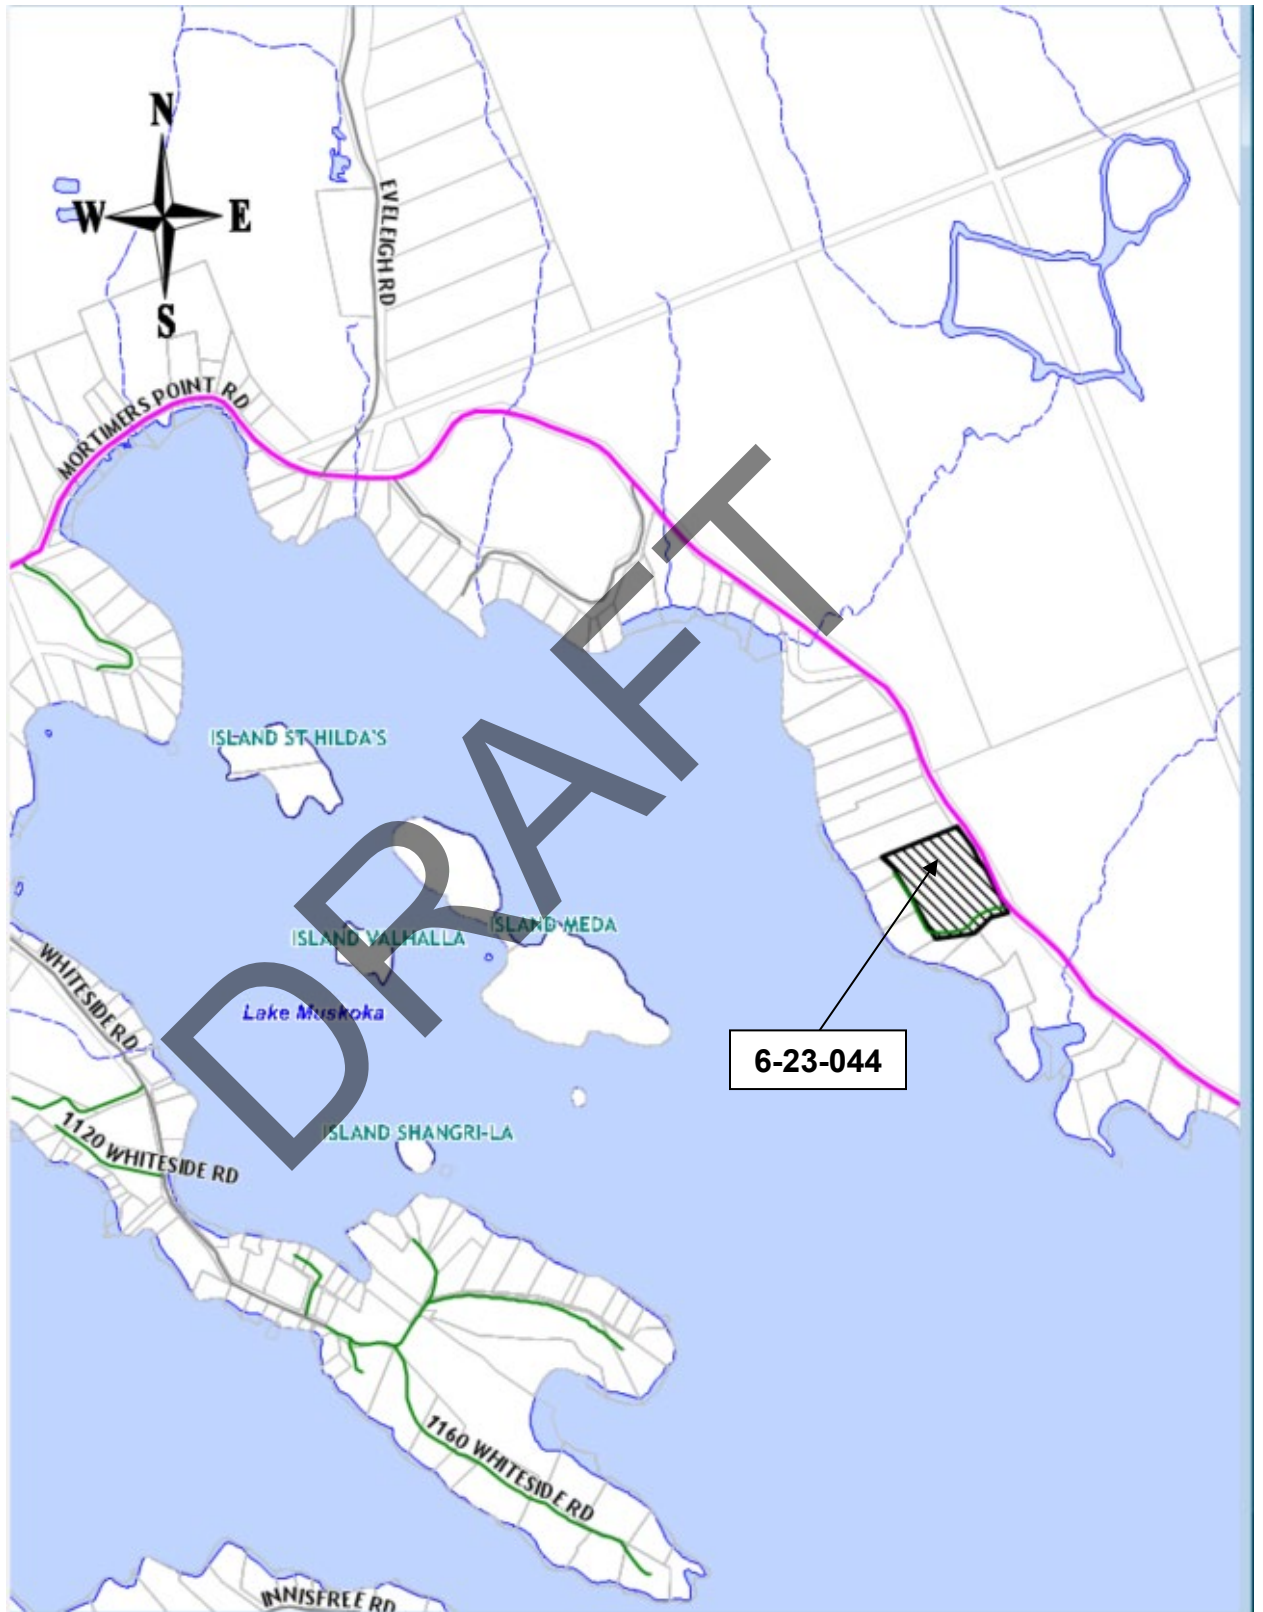 N
W E
S
EVELEIGH RD
MORTIMERS POINT RD
DRAFT
ISLAND ST HILDA'S
ISLAND MEDA
ISLAND VALHALLA
WHITESIDE RD
Lake Muskoka
6-23-044
1120 WHITESIDE RD
ISLAND SHANGRI-LA
1160 WHITESIDE RD
INNISFREE RD